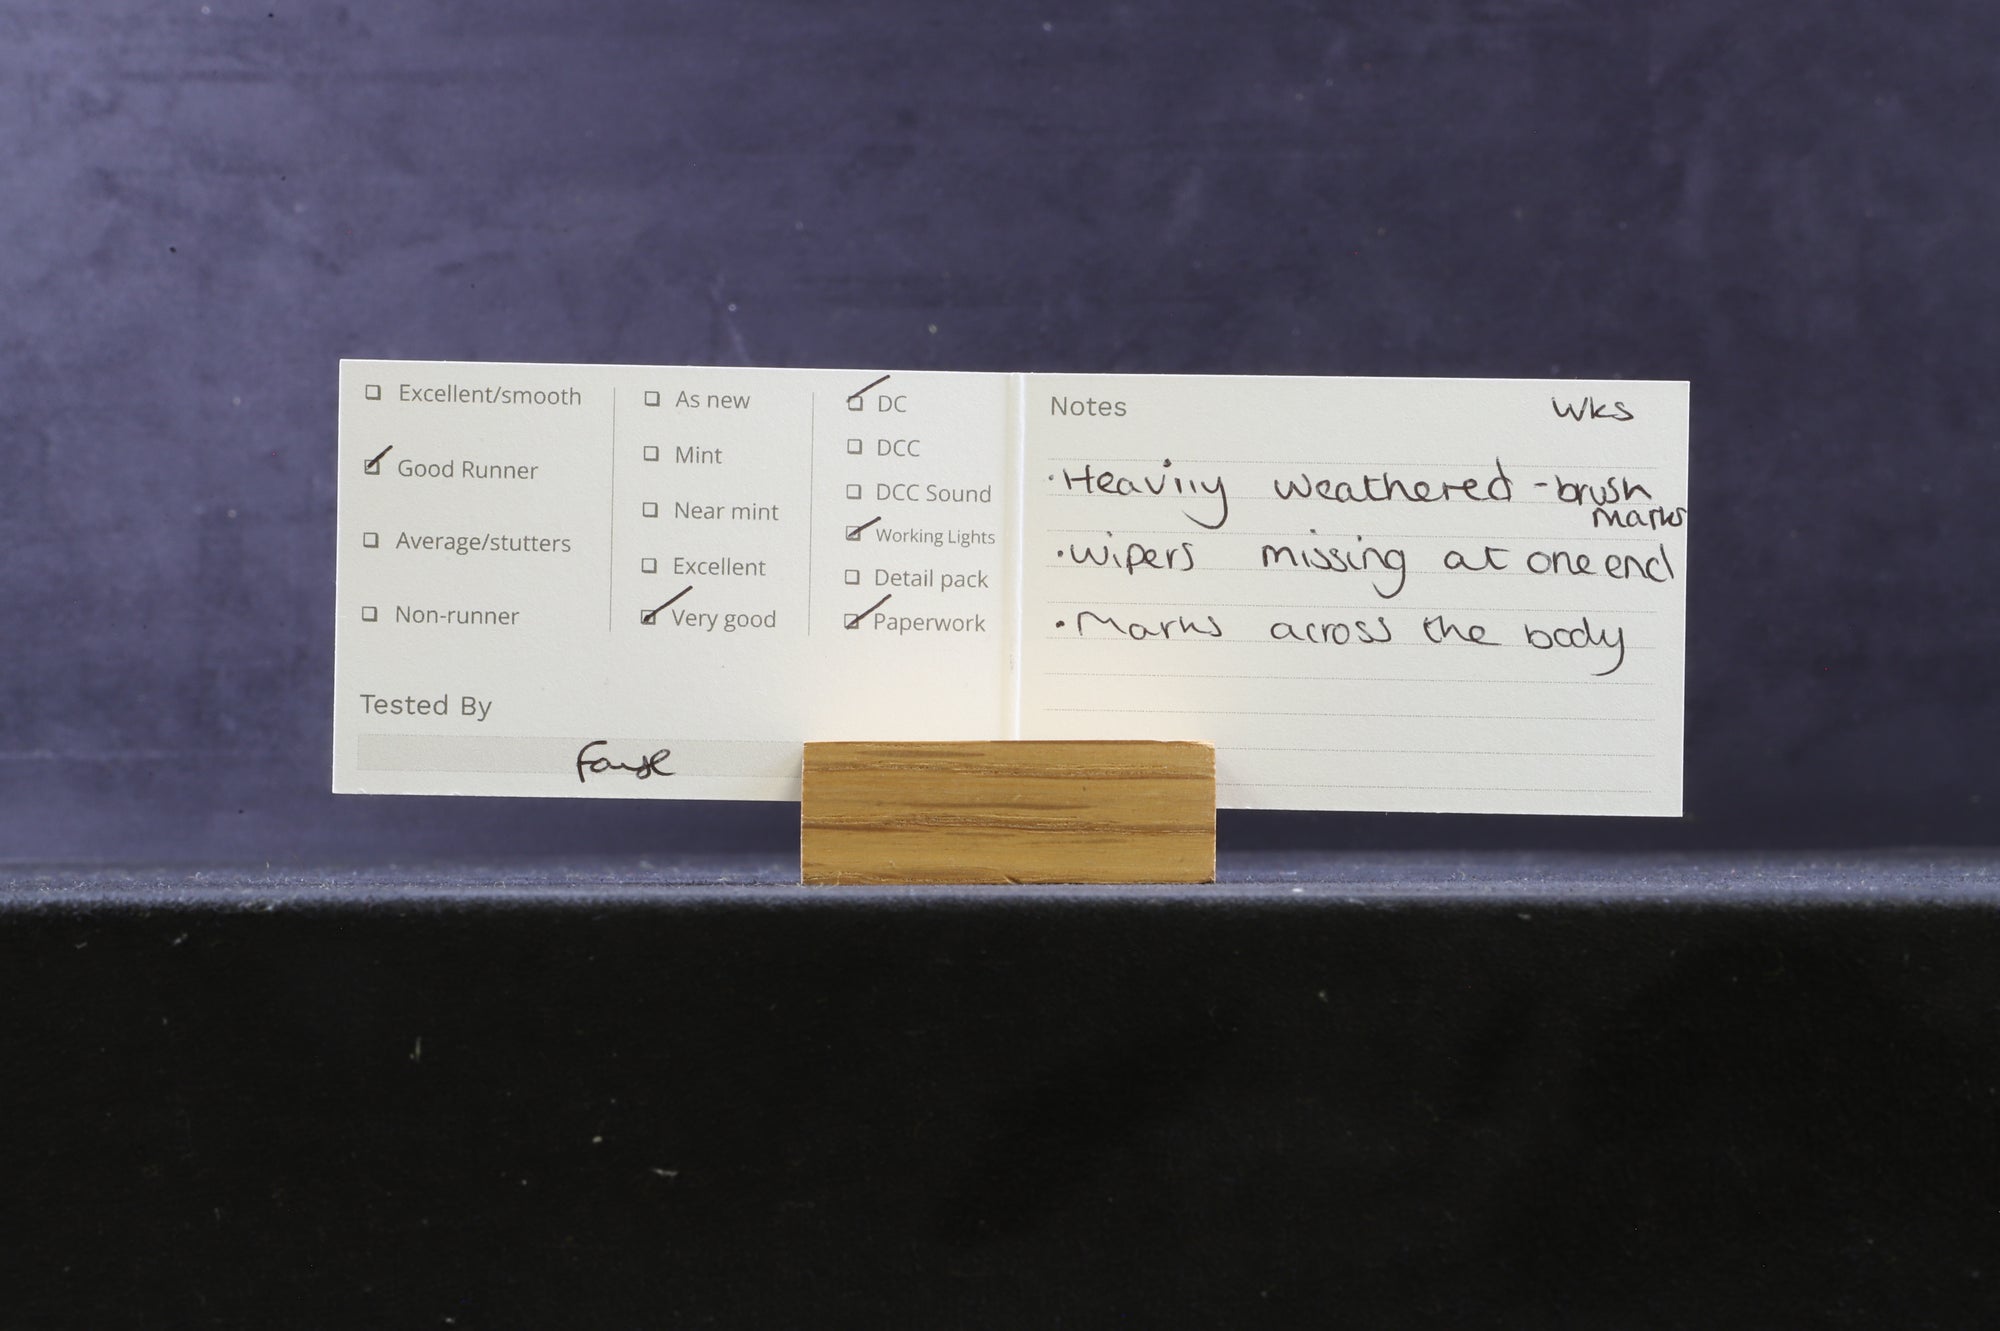 ☐ Excellent/smooth
☑ Good Runner
☐ Average/stutters
☐ Non-runner
☐ As new
☐ Mint
☐ Near mint
☐ Excellent
☑ Very good
☑ DC
☐ DCC
☐ DCC Sound
☑ Working Lights
☐ Detail pack
☑ Paperwork
Tested By
Notes
WKS
• Heavily weathered - brush
marks
• Wipers missing at one end
• Marks across the body